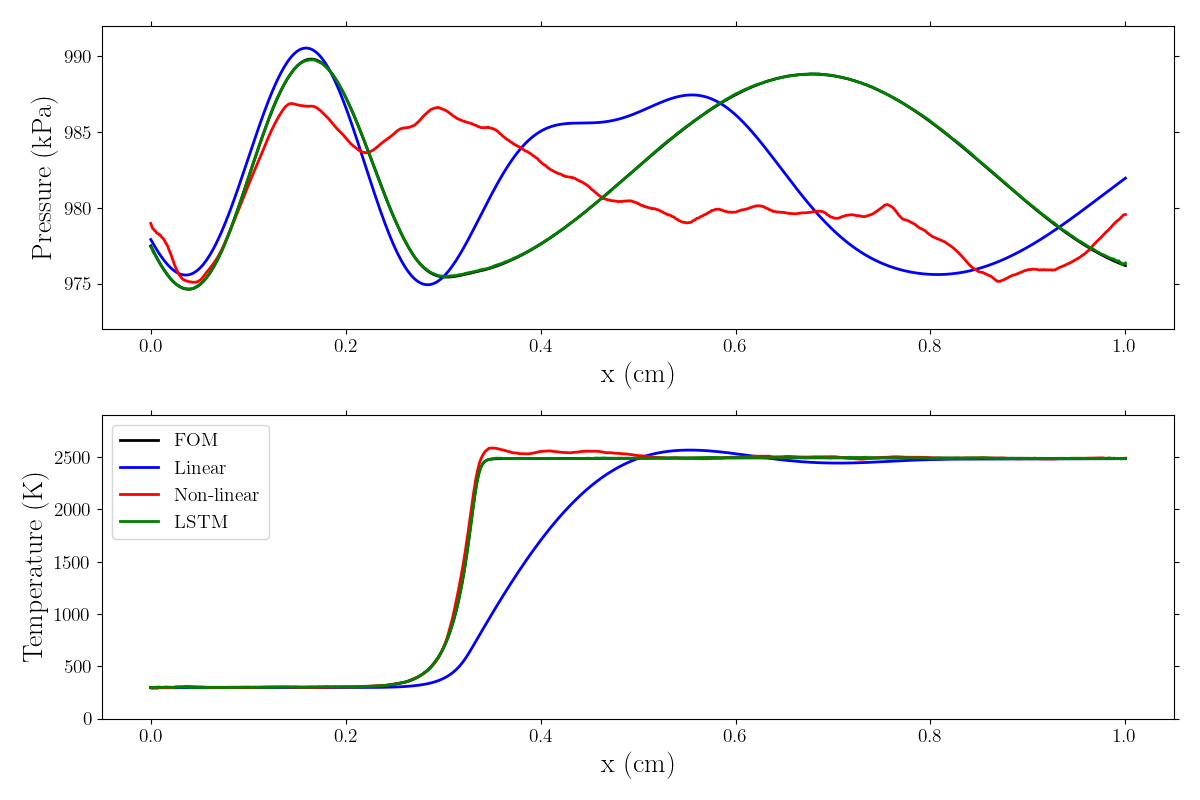 Pressure (kPa)
990
985
980
975
0.0 0.2 0.4 0.6 0.8 1.0
x (cm)
Temperature (K)
2500
2000
1500
1000
500
0
FOM
Linear
Non-linear
LSTM
0.0 0.2 0.4 0.6 0.8 1.0
x (cm)